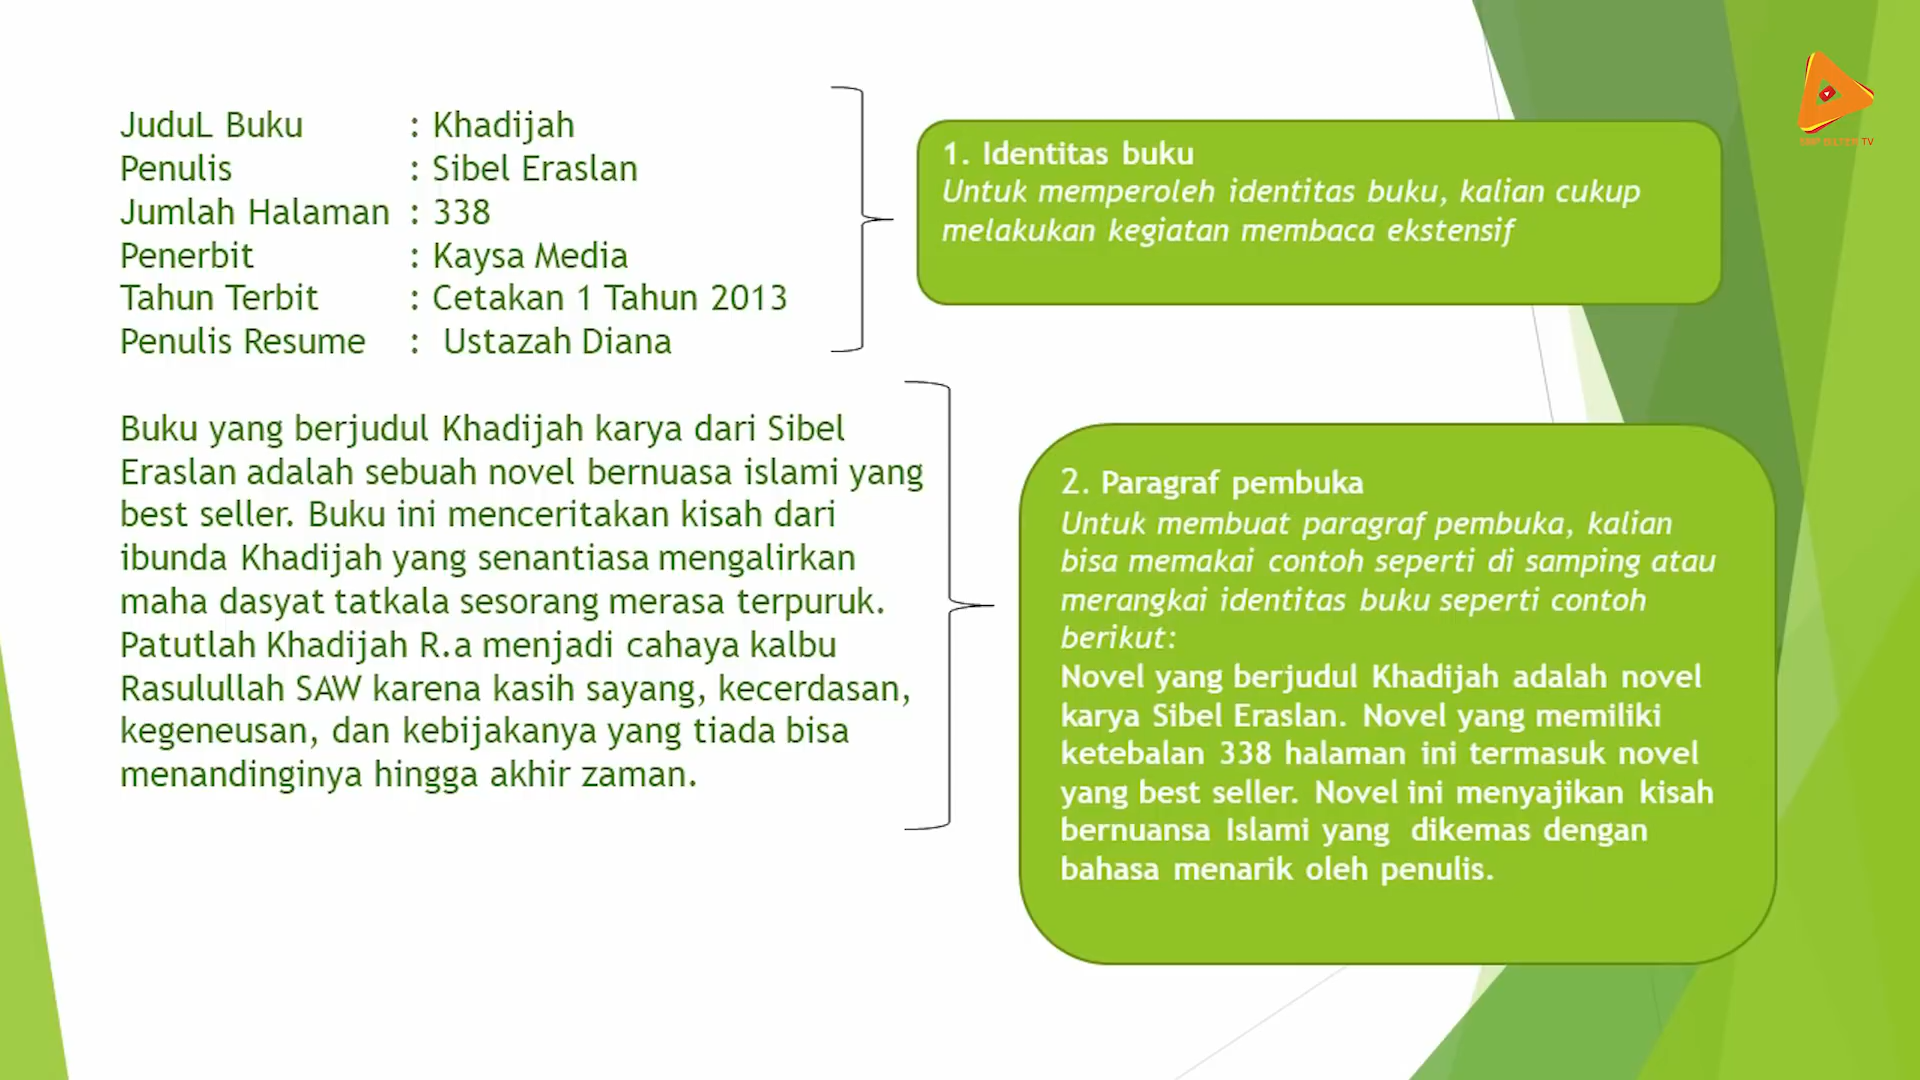 JuduL Buku : Khadijah
Penulis : Sibel Eraslan
Jumlah Halaman : 338
Penerbit : Kaysa Media
Tahun Terbit : Cetakan 1 Tahun 2013
Penulis Resume : Ustazah Diana
Buku yang berjudul Khadijah karya dari Sibel
Eraslan adalah sebuah novel bernuasa islami yang
best seller. Buku ini menceritakan kisah dari
ibunda Khadijah yang senantiasa mengalirkan
maha dasyat tatkala sesorang merasa terpuruk.
Patutlah Khadijah R.a menjadi cahaya kalbu
Rasulullah SAW karena kasih sayang, kecerdasan,
kegeneusan, dan kebijakanya yang tiada bisa
menandinginya hingga akhir zaman.
1. Identitas buku
Untuk memperoleh identitas buku, kalian cukup
melakukan kegiatan membaca ekstensif
2. Paragraf pembuka
Untuk membuat paragraf pembuka, kalian
bisa memakai contoh seperti di samping atau
merangkai identitas buku seperti contoh
berikut:
Novel yang berjudul Khadijah adalah novel
karya Sibel Eraslan. Novel yang memiliki
ketebalan 338 halaman ini termasuk novel
yang best seller. Novel ini menyajikan kisah
bernuansa Islami yang dikemas dengan
bahasa menarik oleh penulis.
TV